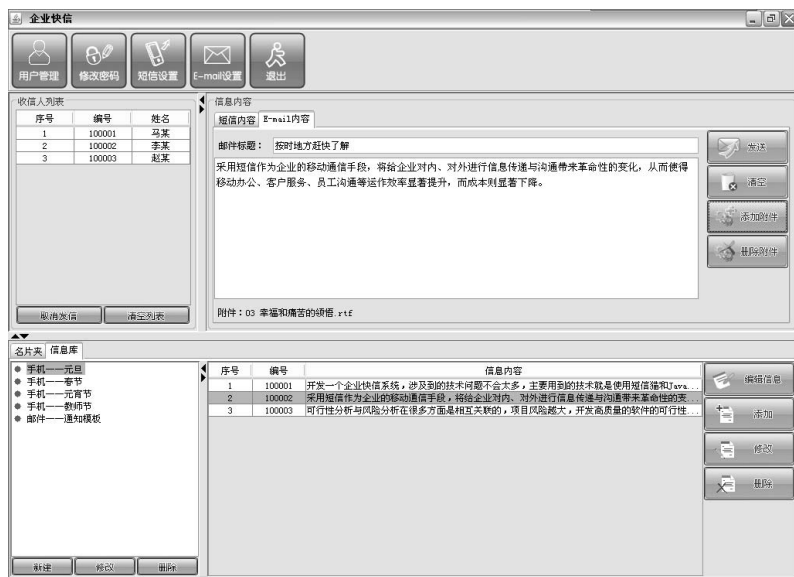 企业快信
用户管理 修改密码 短信设置 E-mail设置 退出
收信人列表
序号 编号 姓名
1 100001 马某
2 100002 李某
3 100003 赵某
取消发信 清空列表
信息内容
短信内容 E-mail内容
邮件标题： 按时地方赶快了解
采用短信作为企业的移动通信手段，将给企业对内、对外进行信息传递与沟通带来革命性的变化，从而使得
移动办公、客户服务、员工沟通等运作效率显著提升，而成本则显著下降。
附件：03 幸福和痛苦的领悟.rtf
发送
清空
添加附件
删除附件
名片夹 信息库
手机——元旦
手机——春节
手机——元宵节
手机——教师节
邮件——通知模板
新建 修改 删除
序号 编号 信息内容
1 100001 开发一个企业快信系统，涉及到的技术问题不会太多，主要用到的技术就是使用短信猫和Java...
2 100002 采用短信作为企业的移动通信手段，将给企业对内、对外进行信息传递与沟通带来革命性的变...
3 100003 可行性分析与风险分析在很多方面是相互关联的，项目风险越大，开发高质量的软件的可行性...
编辑信息
添加
修改
删除